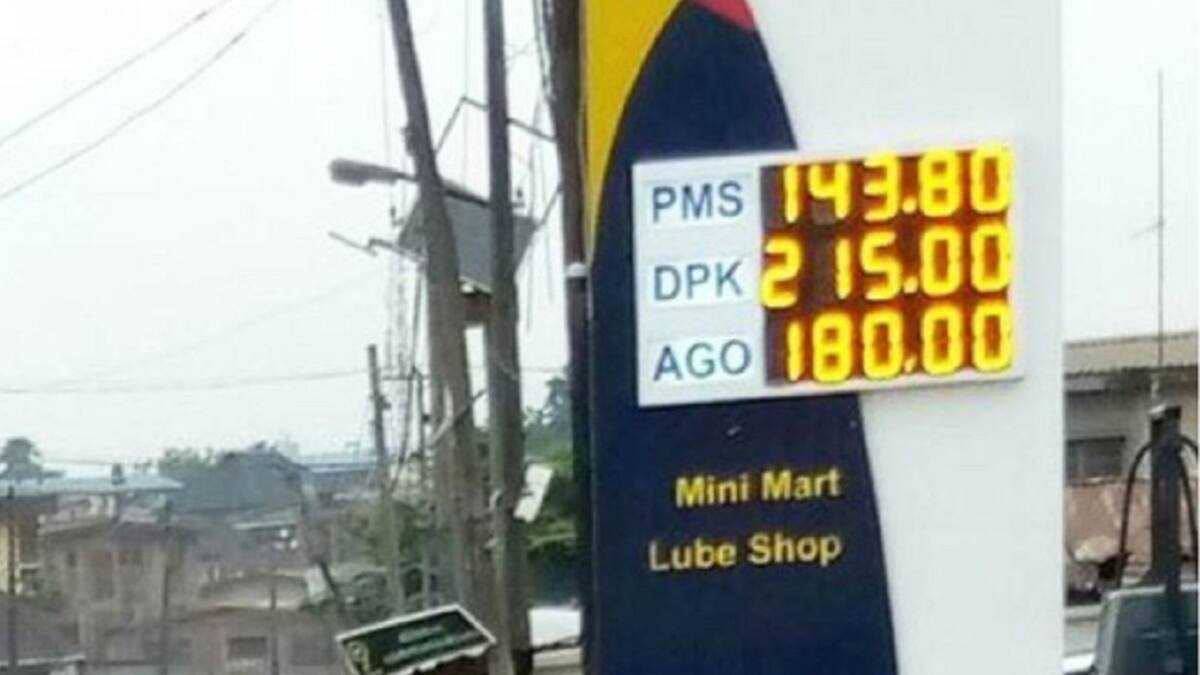 PMS 143.80
DPK 215.00
AGO 180.00
Mini Mart
Lube Shop